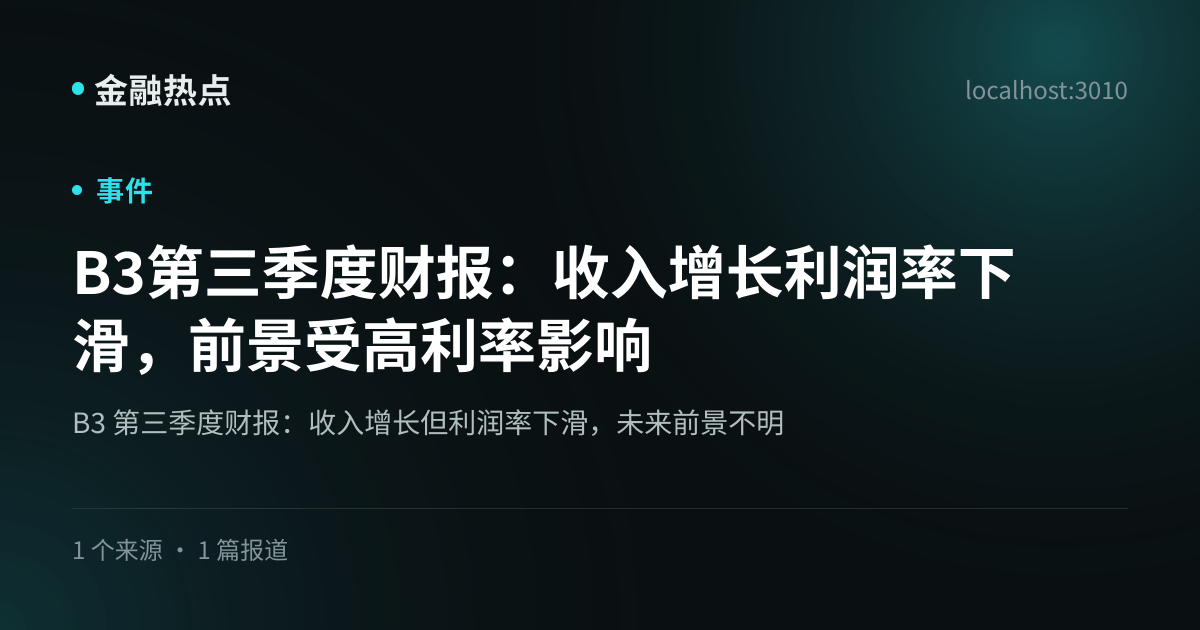 金融热点
localhost:3010
事件
B3第三季度财报：收入增长利润率下
滑，前景受高利率影响
B3 第三季度财报：收入增长但利润率下滑，未来前景不明
1 个来源 · 1 篇报道